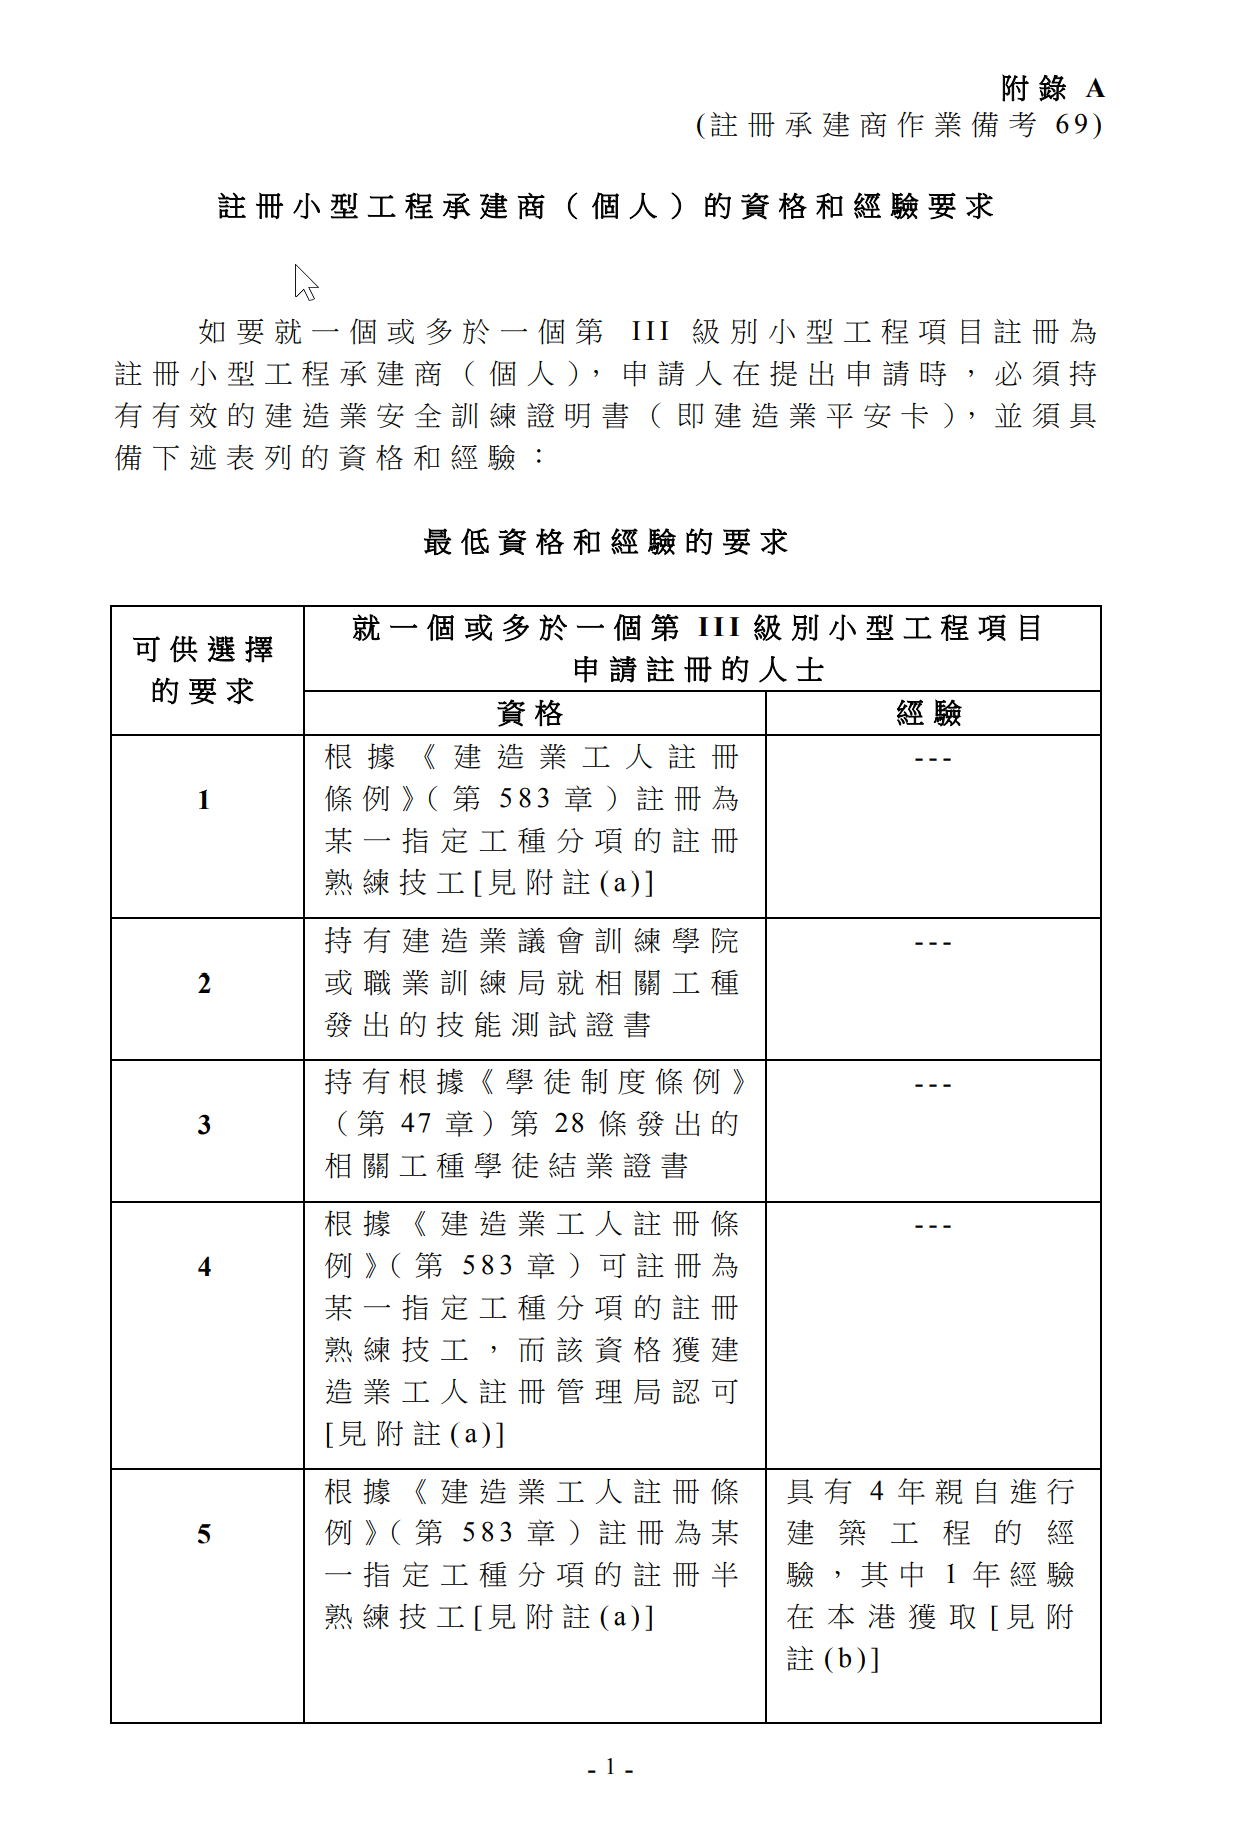 附錄 A
(註冊承建商作業備考 69)
註冊小型工程承建商（個人）的資格和經驗要求
如要就一個或多於一個第 III 級別小型工程項目註冊為
註冊小型工程承建商（個人），申請人在提出申請時，必須持
有有效的建造業安全訓練證明書（即建造業平安卡），並須具
備下述表列的資格和經驗：
最低資格和經驗的要求
可供選擇
的要求
就一個或多於一個第 III 級別小型工程項目
申請註冊的人士
資格
經驗
1
根據《建造業工人註冊
條例》（第 583 章）註冊為
某一指定工種分項的註冊
熟練技工[見附註(a)]
---
2
持有建造業議會訓練學院
或職業訓練局就相關工種
發出的技能測試證書
---
3
持有根據《學徒制度條例》
（第 47 章）第 28 條發出的
相關工種學徒結業證書
---
4
根據《建造業工人註冊條
例》（第 583 章）可註冊為
某一指定工種分項的註冊
熟練技工，而該資格獲建
造業工人註冊管理局認可
[見附註(a)]
---
5
根據《建造業工人註冊條
例》（第 583 章）註冊為某
一指定工種分項的註冊半
熟練技工[見附註(a)]
具有 4 年親自進行
建築工程的經
驗，其中 1 年經驗
在本港獲取[見附
註(b)]
- 1 -